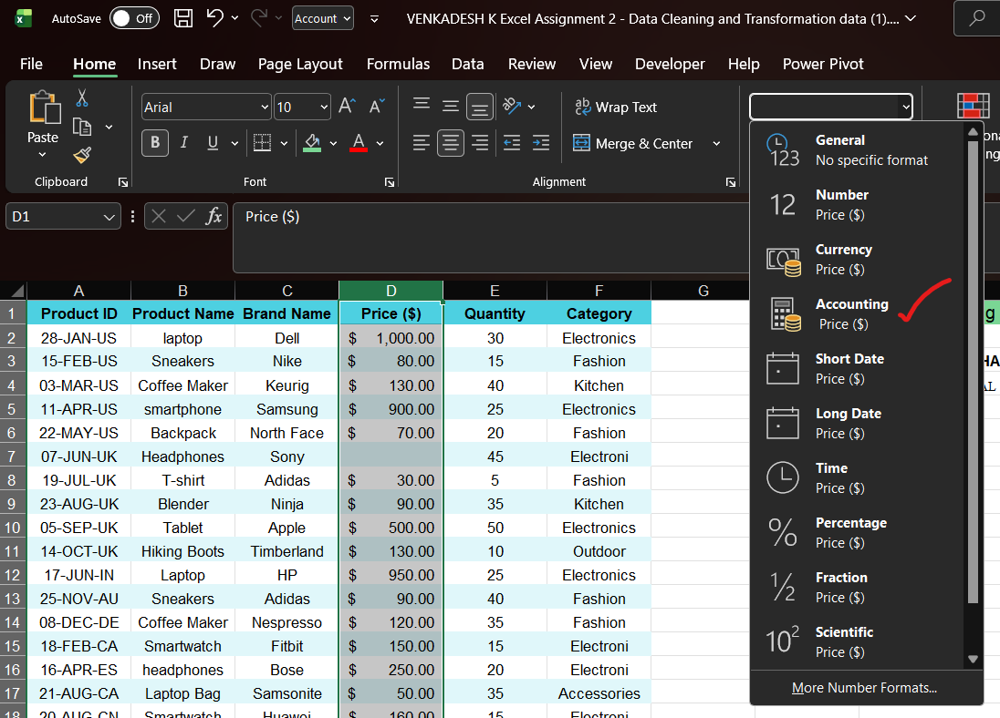 AutoSave Off Account VENKADESH K Excel Assignment 2 - Data Cleaning and Transformation data (1)....
File Home Insert Draw Page Layout Formulas Data Review View Developer Help Power Pivot
Paste
Clipboard
Arial 10
B I U A
Font
Wrap Text
Merge & Center
Alignment
D1 fx Price ($)
General
No specific format
Number
Price ($)
Currency
Price ($)
Accounting
Price ($)
Short Date
Price ($)
Long Date
Price ($)
Time
Price ($)
Percentage
Price ($)
Fraction
Price ($)
Scientific
Price ($)
More Number Formats...
A B C D E F G
1 Product ID Product Name Brand Name Price ($) Quantity Category
2 28-JAN-US laptop Dell $ 1,000.00 30 Electronics
3 15-FEB-US Sneakers Nike $ 80.00 15 Fashion
4 03-MAR-US Coffee Maker Keurig $ 130.00 40 Kitchen
5 11-APR-US smartphone Samsung $ 900.00 25 Electronics
6 22-MAY-US Backpack North Face $ 70.00 20 Fashion
7 07-JUN-UK Headphones Sony 45 Electroni
8 19-JUL-UK T-shirt Adidas $ 30.00 5 Fashion
9 23-AUG-UK Blender Ninja $ 90.00 35 Kitchen
10 05-SEP-UK Tablet Apple $ 500.00 50 Electronics
11 14-OCT-UK Hiking Boots Timberland $ 130.00 10 Outdoor
12 17-JUN-IN Laptop HP $ 950.00 25 Electronics
13 25-NOV-AU Sneakers Adidas $ 90.00 40 Fashion
14 08-DEC-DE Coffee Maker Nespresso $ 120.00 35 Fashion
15 18-FEB-CA Smartwatch Fitbit $ 150.00 15 Electroni
16 16-APR-ES headphones Bose $ 250.00 20 Electroni
17 21-AUG-CA Laptop Bag Samsonite $ 50.00 35 Accessories
18 20-AUG-CN Smartwatch Huawei $ 160.00 15 Electroni